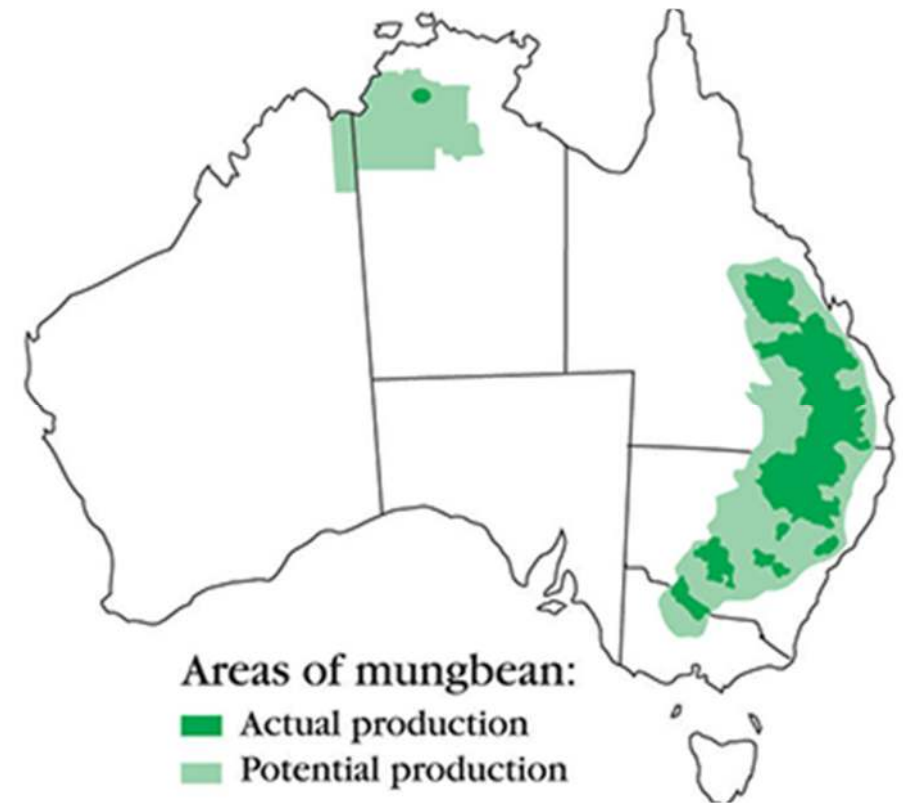 Areas of mungbean:
Actual production
Potential production